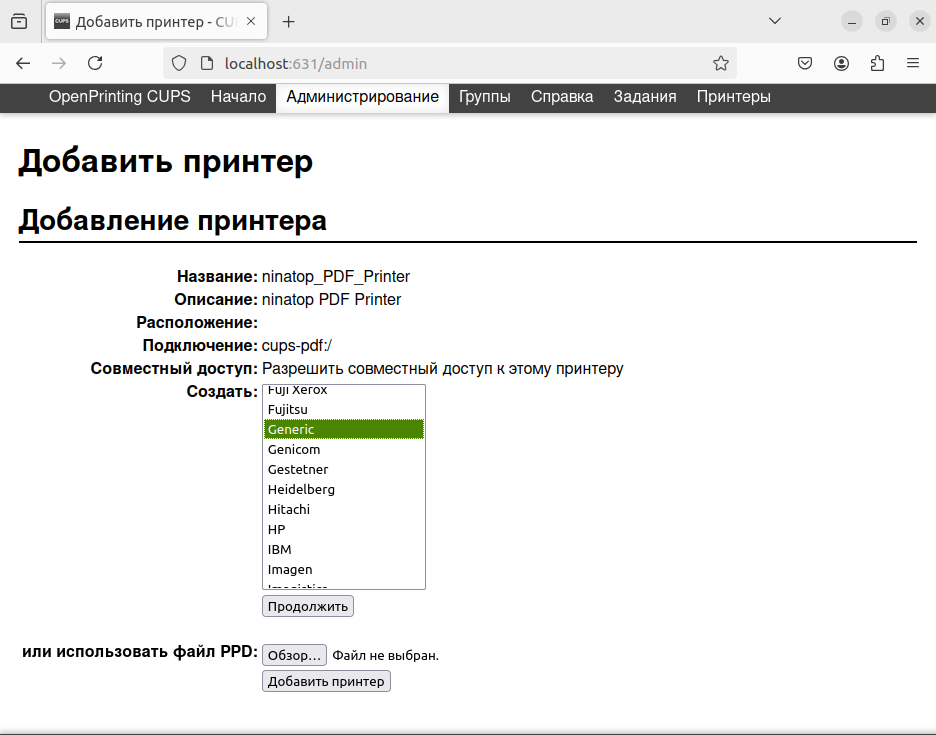 CUPS Добавить принтер - CU
localhost:631/admin
OpenPrinting CUPS Начало Администрирование Группы Справка Задания Принтеры
Добавить принтер
Добавление принтера
Название: ninatop_PDF_Printer
Описание: ninatop PDF Printer
Расположение:
Подключение: cups-pdf:/
Совместный доступ: Разрешить совместный доступ к этому принтеру
Создать: Fuji Xerox
Fujitsu
Generic
Genicom
Gestetner
Heidelberg
Hitachi
HP
IBM
Imagen
Продолжить
или использовать файл PPD: Обзор... Файл не выбран.
Добавить принтер